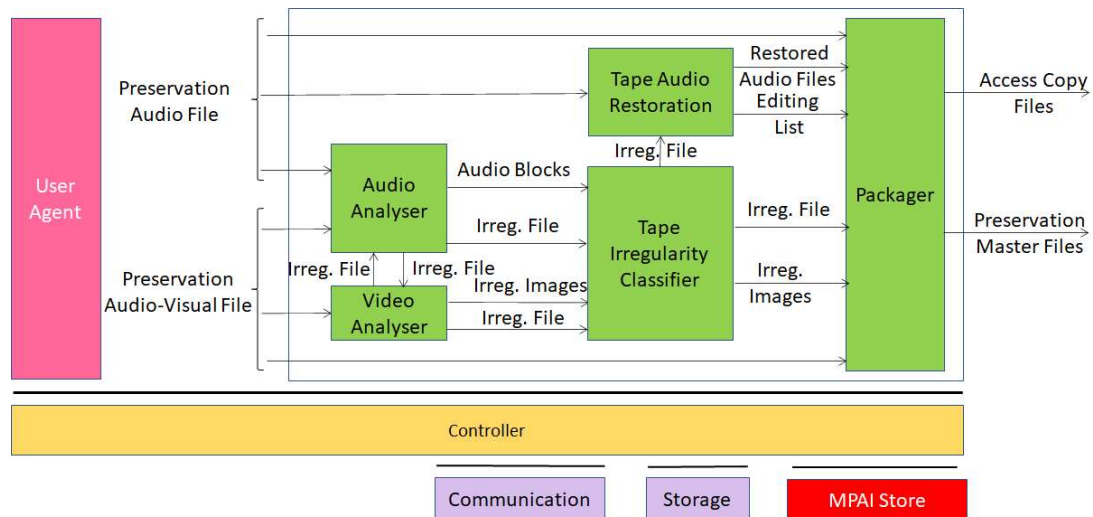 User
Agent
Preservation
Audio File
Preservation
Audio-Visual File
Audio
Analyser
Irreg. File
Irreg. File
Video
Analyser
Audio Blocks
Irreg. File
Irreg. Images
Irreg. File
Tape Audio
Restoration
Irreg. File
Tape
Irregularity
Classifier
Restored
Audio Files
Editing
List
Irreg. File
Irreg.
Images
Packager
Access Copy
Files
Preservation
Master Files
Controller
Communication
Storage
MPAI Store